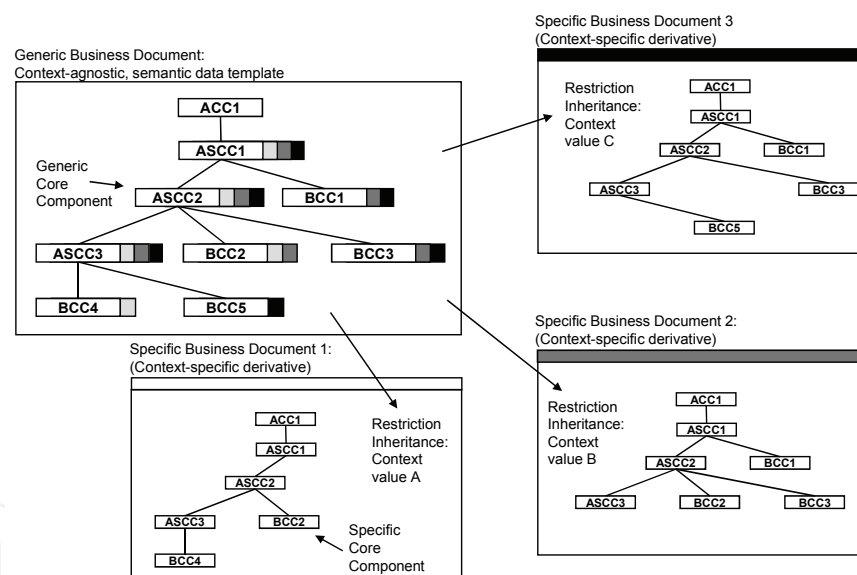 Generic Business Document:
Context-agnostic, semantic data template
ACC1
ASCC1
Generic
Core
Component
ASCC2
BCC1
ASCC3
BCC2
BCC3
BCC4
BCC5
Specific Business Document 3
(Context-specific derivative)
Restriction
Inheritance:
Context
value C
ACC1
ASCC1
ASCC2
BCC1
ASCC3
BCC3
BCC5
Specific Business Document 1:
(Context-specific derivative)
ACC1
ASCC1
ASCC2
ASCC3
BCC2
BCC4
Restriction
Inheritance:
Context
value A
Specific
Core
Component
Specific Business Document 2:
(Context-specific derivative)
Restriction
Inheritance:
Context
value B
ACC1
ASCC1
ASCC2
BCC1
ASCC3
BCC2
BCC3